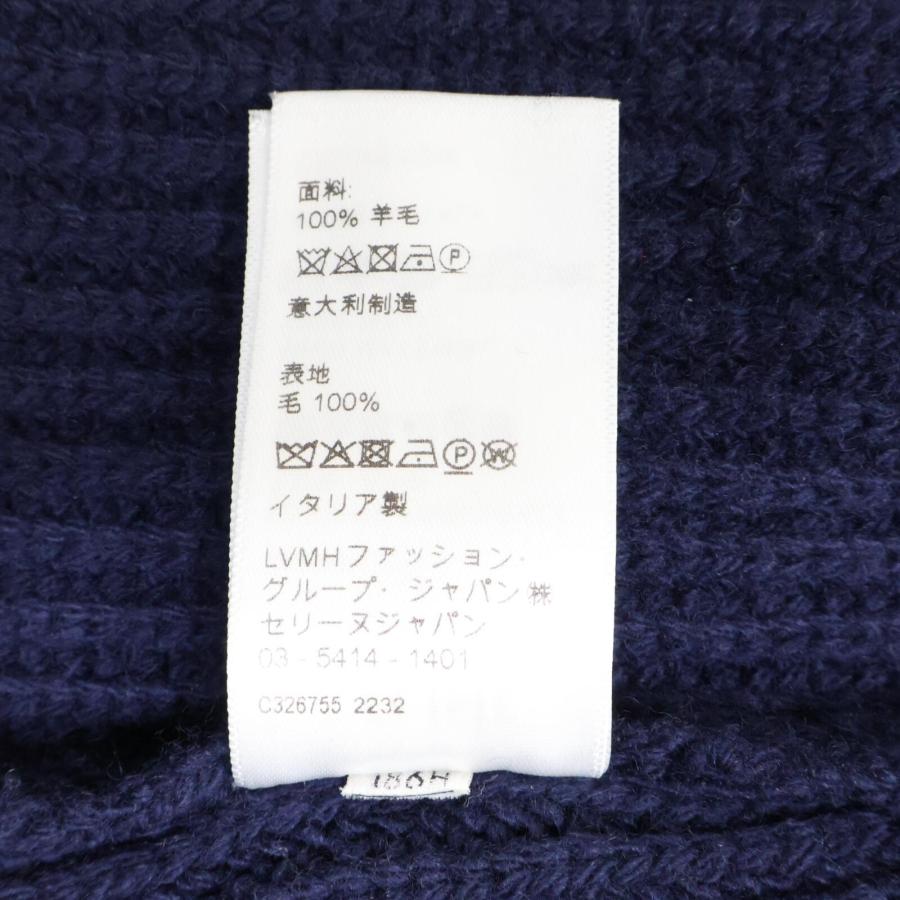 面料:
100% 羊毛
P
意大利制造
表地
毛 100%
P W
イタリア製
LVMHファッション・
グループ・ジャパン㈱
セリーヌジャパン
03-5414-1401
C326755 2232